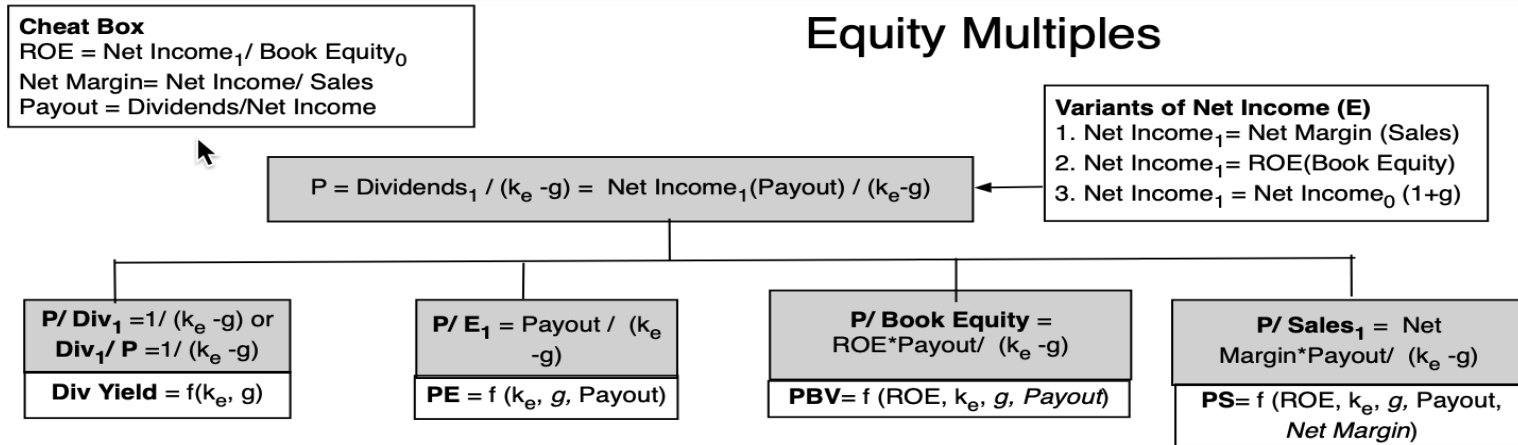 Cheat Box
ROE = Net Income₁/ Book Equity₀
Net Margin= Net Income/ Sales
Payout = Dividends/Net Income
Equity Multiples
Variants of Net Income (E)
1. Net Income₁= Net Margin (Sales)
2. Net Income₁= ROE(Book Equity)
3. Net Income₁ = Net Income₀ (1+g)
P = Dividends₁ / (kₑ -g) = Net Income₁(Payout) / (kₑ-g)
P/ Div₁ =1/ (kₑ -g) or
Div₁/ P =1/ (kₑ -g)
Div Yield = f(kₑ, g)
P/ E₁ = Payout / (kₑ
-g)
PE = f (kₑ, g, Payout)
P/ Book Equity =
ROE*Payout/ (kₑ -g)
PBV= f (ROE, kₑ, g, Payout)
P/ Sales₁ = Net
Margin*Payout/ (kₑ -g)
PS= f (ROE, kₑ, g, Payout,
Net Margin)